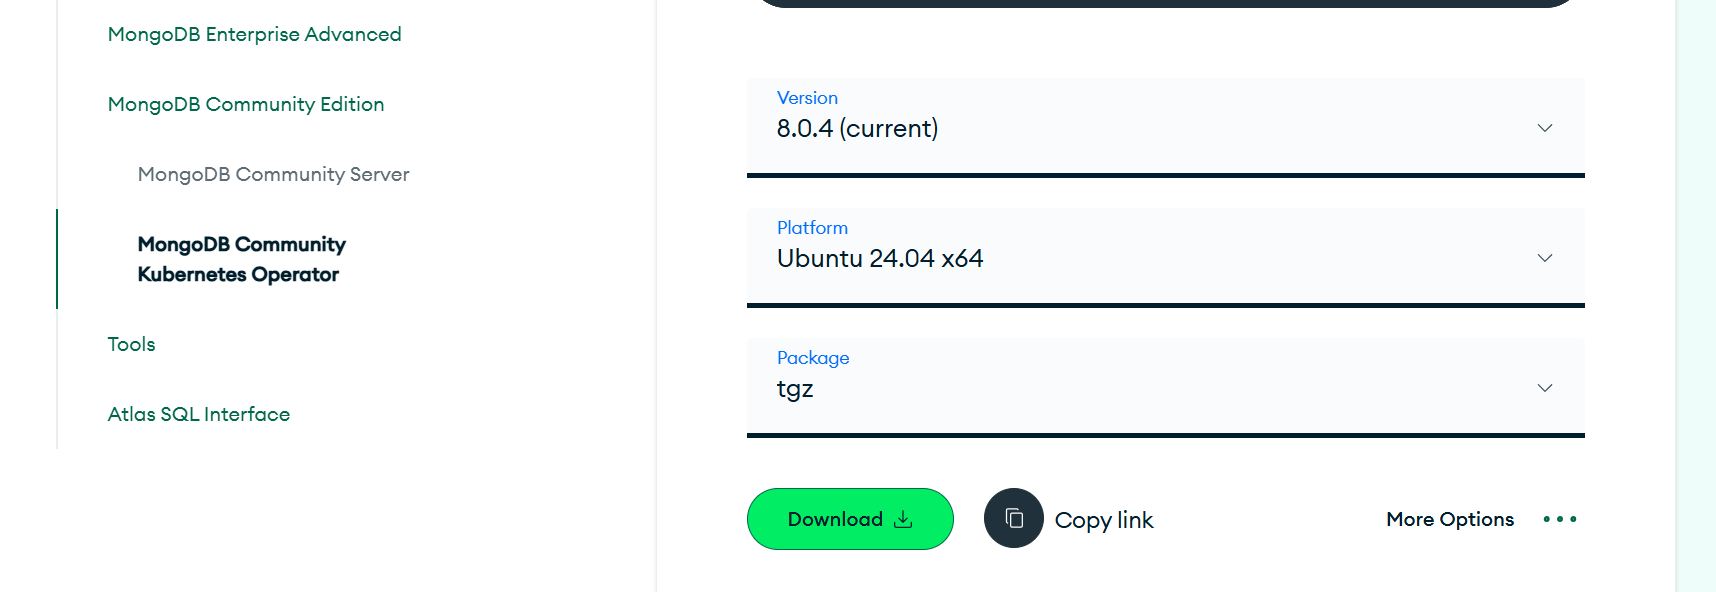 MongoDB Enterprise Advanced
MongoDB Community Edition
MongoDB Community Server
MongoDB Community
Kubernetes Operator
Tools
Atlas SQL Interface
Version
8.0.4 (current)
Platform
Ubuntu 24.04 x64
Package
tgz
Download
Copy link
More Options